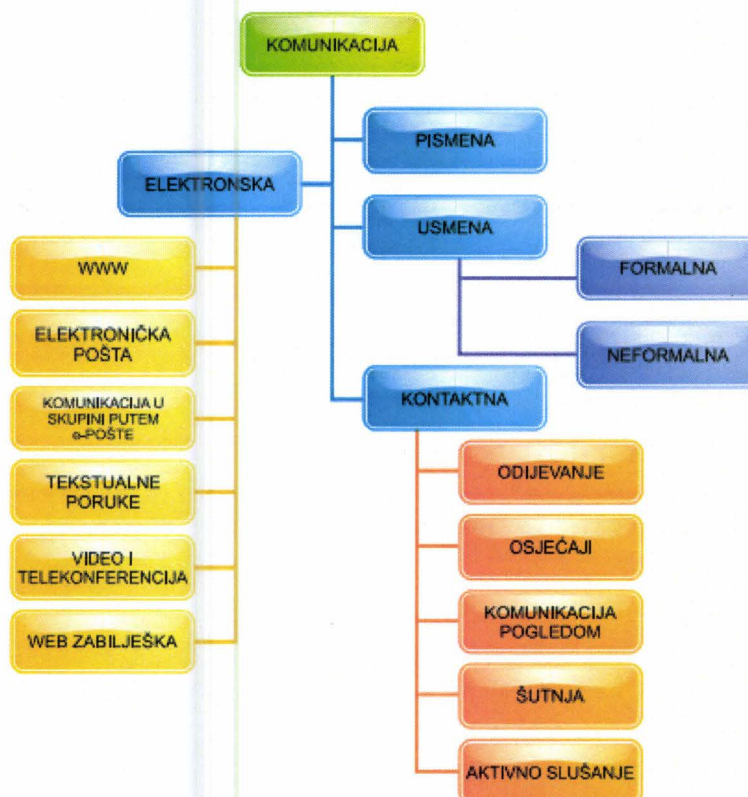 KOMUNIKACIJA
PISMENA
ELEKTRONSKA
USMENA
WWW
FORMALNA
ELEKTRONIČKA
POŠTA
NEFORMALNA
KOMUNIKACIJA U
SKUPINI PUTEM
e-POŠTE
KONTAKTNA
TEKSTUALNE
PORUKE
ODIJEVANJE
VIDEO I
TELEKONFERENCIJA
OSJEĆAJI
WEB ZABILJEŠKA
KOMUNIKACIJA
POGLEDOM
ŠUTNJA
AKTIVNO SLUŠANJE